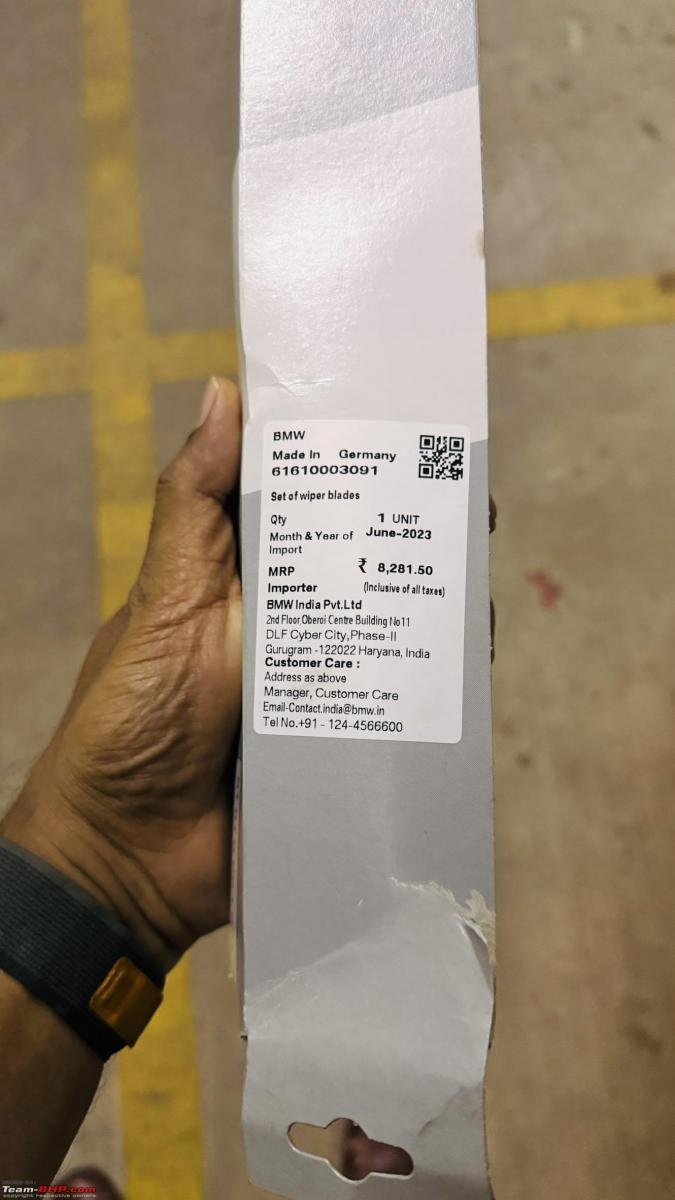 BMW
Made In Germany
61610003091
Set of wiper blades
Qty 1 UNIT
Month & Year of Import June-2023
MRP ₹ 8,281.50
Importer (Inclusive of all taxes)
BMW India Pvt.Ltd
2nd Floor,Oberoi Centre Building No11
DLF Cyber City,Phase-II
Gurugram -122022 Haryana, India
Customer Care :
Address as above
Manager, Customer Care
Email-Contact.india@bmw.in
Tel No.+91 - 124-4566600
Team-BHP.com
copyright respective owners